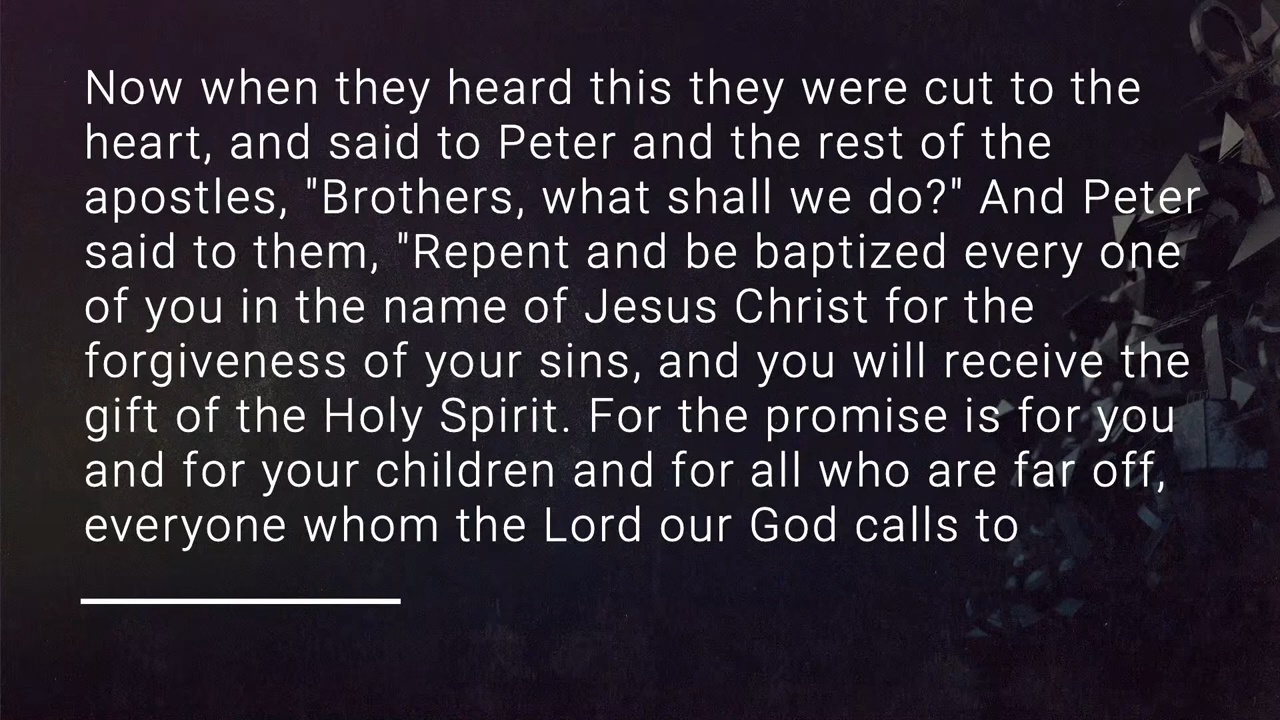 Now when they heard this they were cut to the
heart, and said to Peter and the rest of the
apostles, "Brothers, what shall we do?" And Peter
said to them, "Repent and be baptized every one
of you in the name of Jesus Christ for the
forgiveness of your sins, and you will receive the
gift of the Holy Spirit. For the promise is for you
and for your children and for all who are far off,
everyone whom the Lord our God calls to